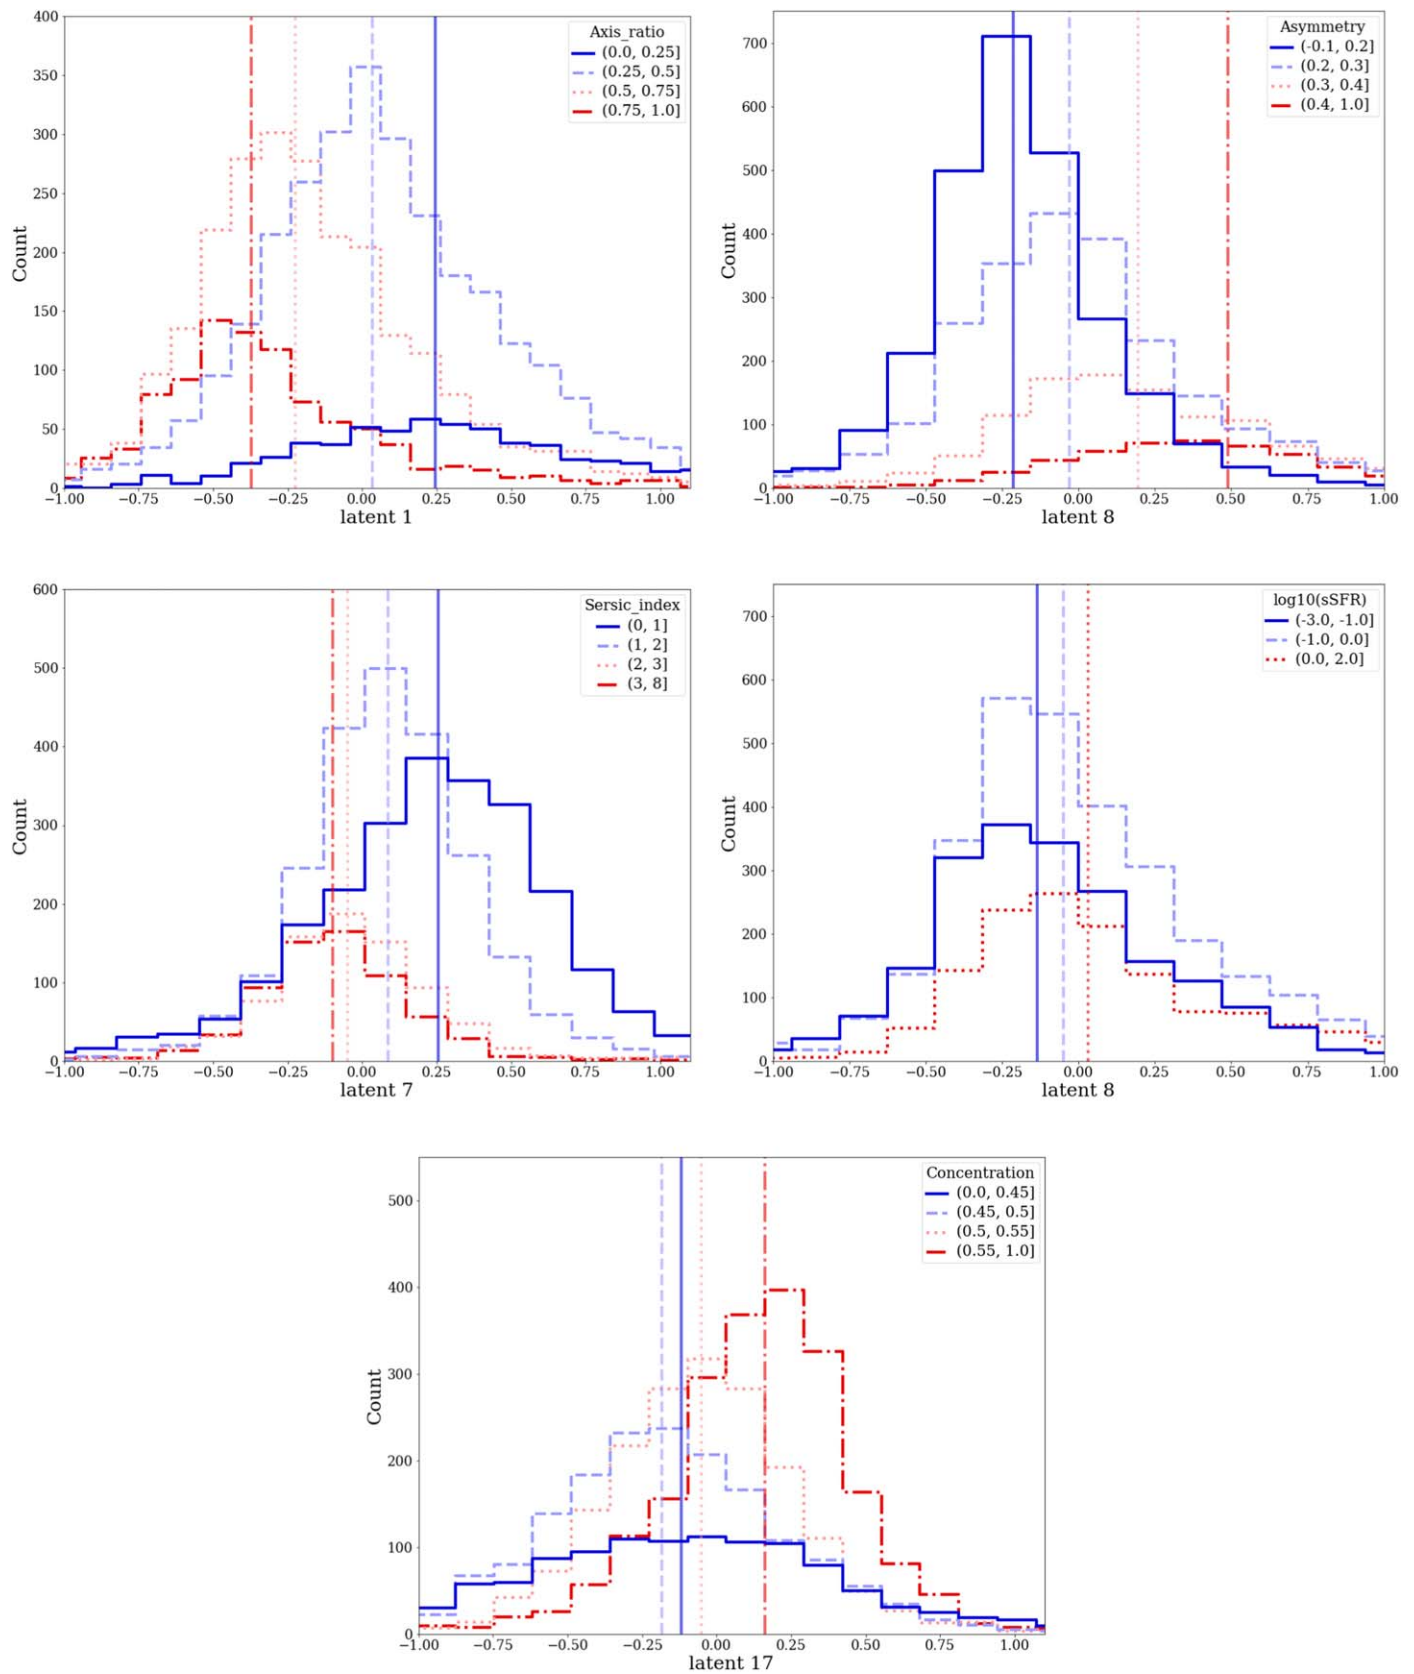 Axis_ratio
(0.0, 0.25]
(0.25, 0.5]
(0.5, 0.75]
(0.75, 1.0]
400
350
300
250
200
150
100
50
0
Count
−1.00 −0.75 −0.50 −0.25 0.00 0.25 0.50 0.75 1.00
latent 1
Asymmetry
(-0.1, 0.2]
(0.2, 0.3]
(0.3, 0.4]
(0.4, 1.0]
700
600
500
400
300
200
100
0
Count
−1.00 −0.75 −0.50 −0.25 0.00 0.25 0.50 0.75 1.00
latent 8
Sersic_index
(0, 1]
(1, 2]
(2, 3]
(3, 8]
600
500
400
300
200
100
0
Count
−1.00 −0.75 −0.50 −0.25 0.00 0.25 0.50 0.75 1.00
latent 7
log10(sSFR)
(-3.0, -1.0]
(-1.0, 0.0]
(0.0, 2.0]
700
600
500
400
300
200
100
0
Count
−1.00 −0.75 −0.50 −0.25 0.00 0.25 0.50 0.75 1.00
latent 8
Concentration
(0.0, 0.45]
(0.45, 0.5]
(0.5, 0.55]
(0.55, 1.0]
500
400
300
200
100
0
Count
−1.00 −0.75 −0.50 −0.25 0.00 0.25 0.50 0.75 1.00
latent 17